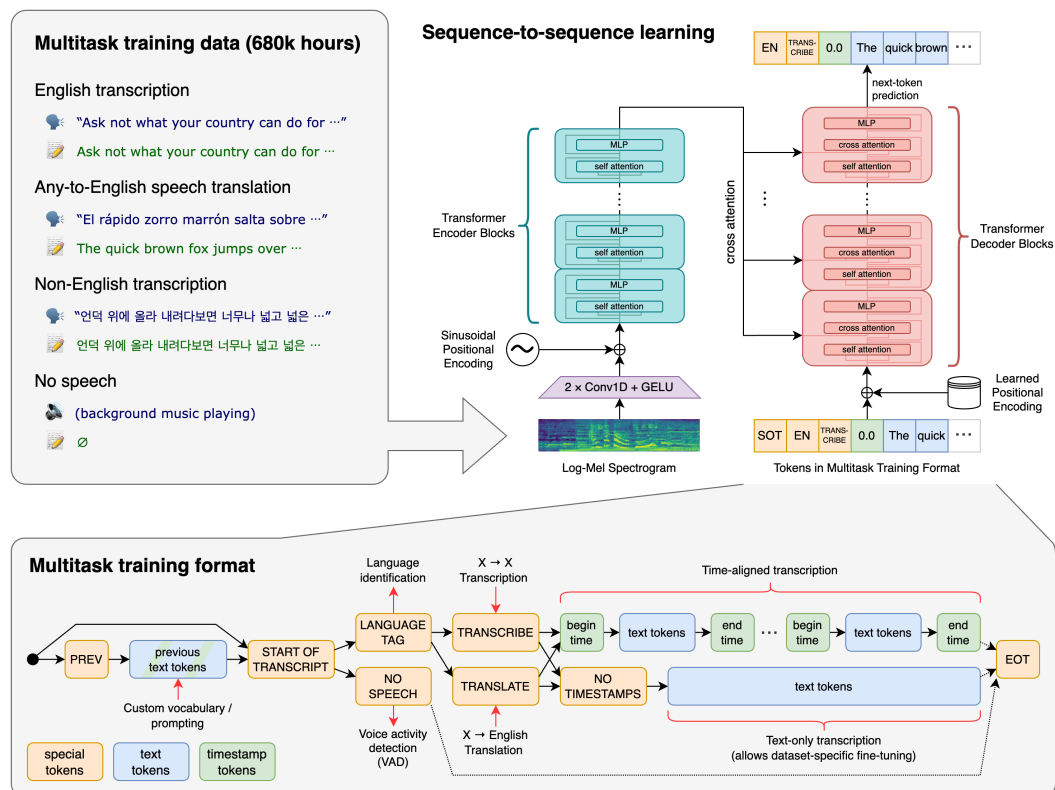 Multitask training data (680k hours)
English transcription
“Ask not what your country can do for ⋯”
Ask not what your country can do for ⋯
Any-to-English speech translation
“El rápido zorro marrón salta sobre ⋯”
The quick brown fox jumps over ⋯
Non-English transcription
“언덕 위에 올라 내려다보면 너무나 넓고 넓은 ⋯”
언덕 위에 올라 내려다보면 너무나 넓고 넓은 ⋯
No speech
(background music playing)
∅
Sequence-to-sequence learning
EN
TRANS-
CRIBE
0.0
The
quick
brown
⋯
next-token
prediction
MLP
self attention
⋮
MLP
self attention
MLP
self attention
Transformer
Encoder Blocks
cross attention
⋮
MLP
cross attention
self attention
MLP
cross attention
self attention
MLP
cross attention
self attention
Transformer
Decoder Blocks
Sinusoidal
Positional
Encoding
~
2 × Conv1D + GELU
Log-Mel Spectrogram
Learned
Positional
Encoding
SOT
EN
TRANS-
CRIBE
0.0
The
quick
⋯
Tokens in Multitask Training Format
Multitask training format
PREV
previous
text tokens
Custom vocabulary /
prompting
START OF
TRANSCRIPT
Language
identification
LANGUAGE
TAG
NO
SPEECH
Voice activity
detection
(VAD)
X → X
Transcription
TRANSCRIBE
TRANSLATE
X → English
Translation
Time-aligned transcription
begin
time
text tokens
end
time
⋯
begin
time
text tokens
end
time
NO
TIMESTAMPS
text tokens
Text-only transcription
(allows dataset-specific fine-tuning)
EOT
special
tokens
text
tokens
timestamp
tokens